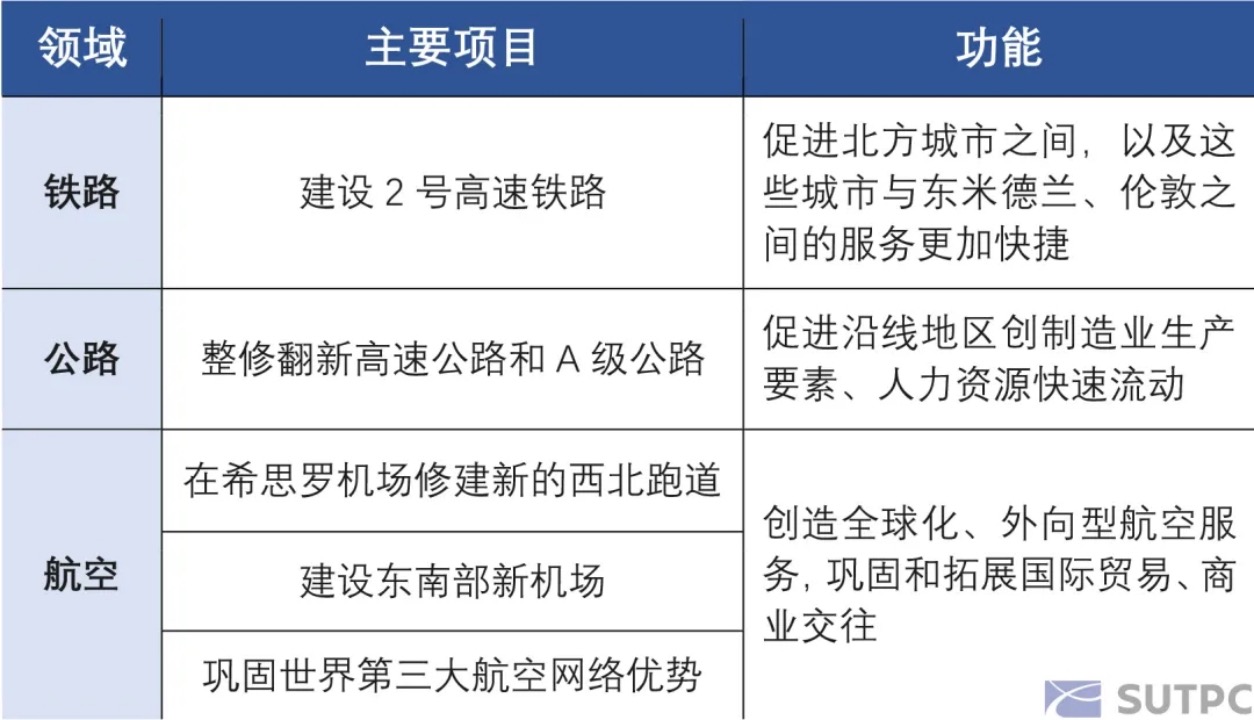 领域 主要项目 功能
铁路
建设 2 号高速铁路
促进北方城市之间，以及这
些城市与东米德兰、伦敦之
间的服务更加快捷
公路
整修翻新高速公路和 A 级公路
促进沿线地区创制造业生产
要素、人力资源快速流动
航空
在希思罗机场修建新的西北跑道
建设东南部新机场
巩固世界第三大航空网络优势
创造全球化、外向型航空服
务，巩固和拓展国际贸易、商
业交往
SUTPC